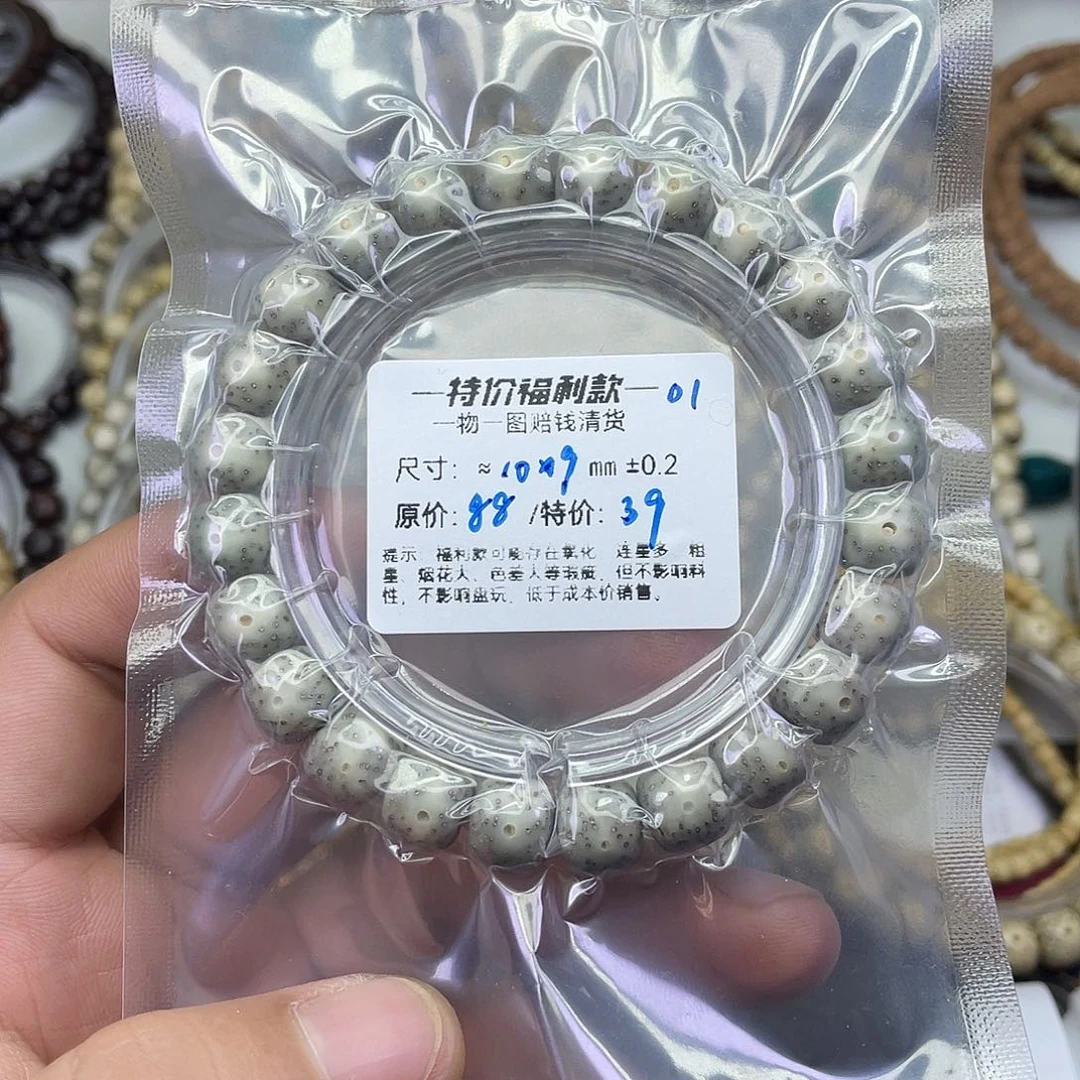 —特价福利款— 01
一物一图赔钱清货
尺寸: ≈ 10*9 mm ±0.2
原价: 88 /特价: 39
提示: 福利款可能存在氧化、连星多、粗
星、烟花大、色差大等瑕疵, 但不影响料
性, 不影响盘玩, 低于成本价销售。